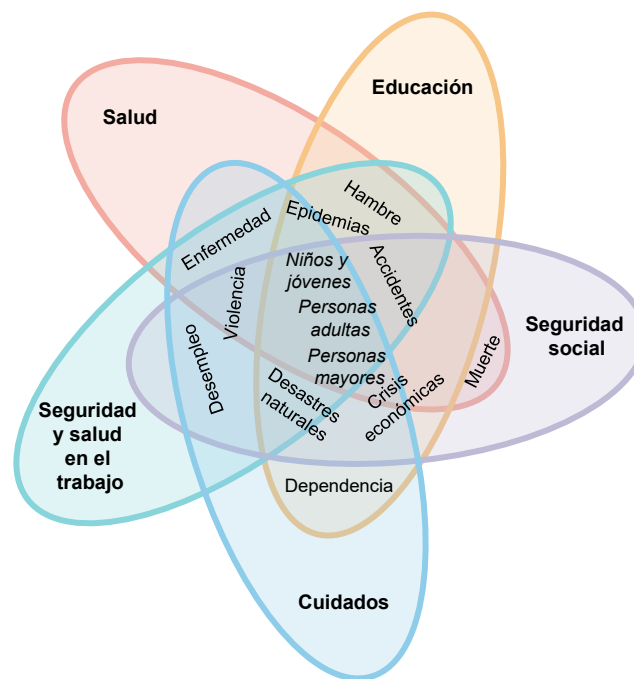 Educación
Salud
Hambre
Epidemias
Enfermedad
Accidentes
Niños y
jóvenes
Violencia
Personas
adultas
Seguridad
social
Desempleo
Personas
mayores
Muerte
Crisis
económicas
Desastres
naturales
Seguridad
y salud
en el
trabajo
Dependencia
Cuidados